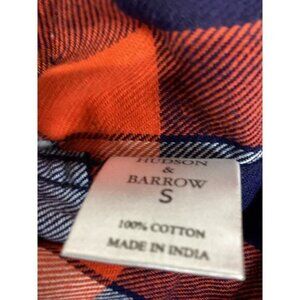 HUDSON
&
BARROW
S
100% COTTON
MADE IN INDIA